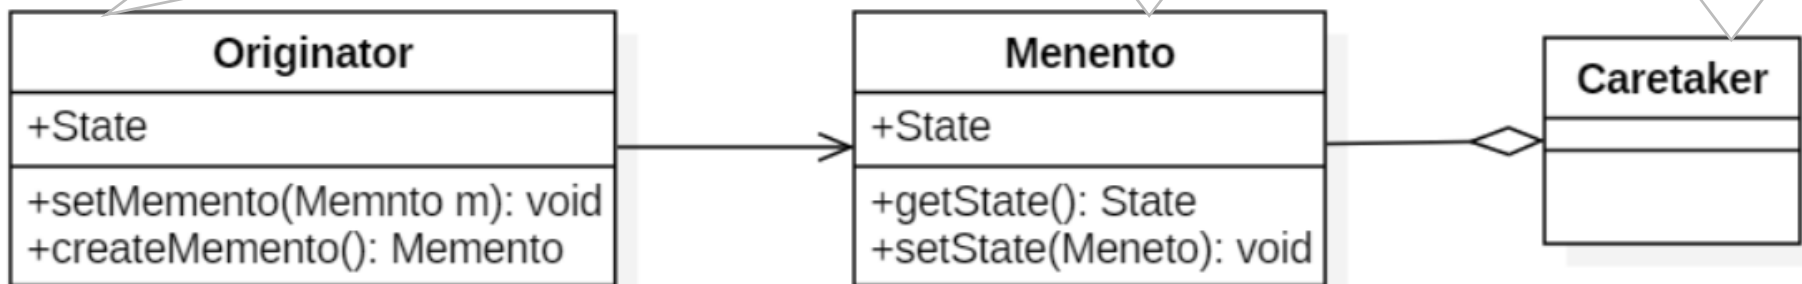 Originator
+State
+setMemento(Memnto m): void
+createMemento(): Memento
Menento
+State
+getState(): State
+setState(Meneto): void
Caretaker